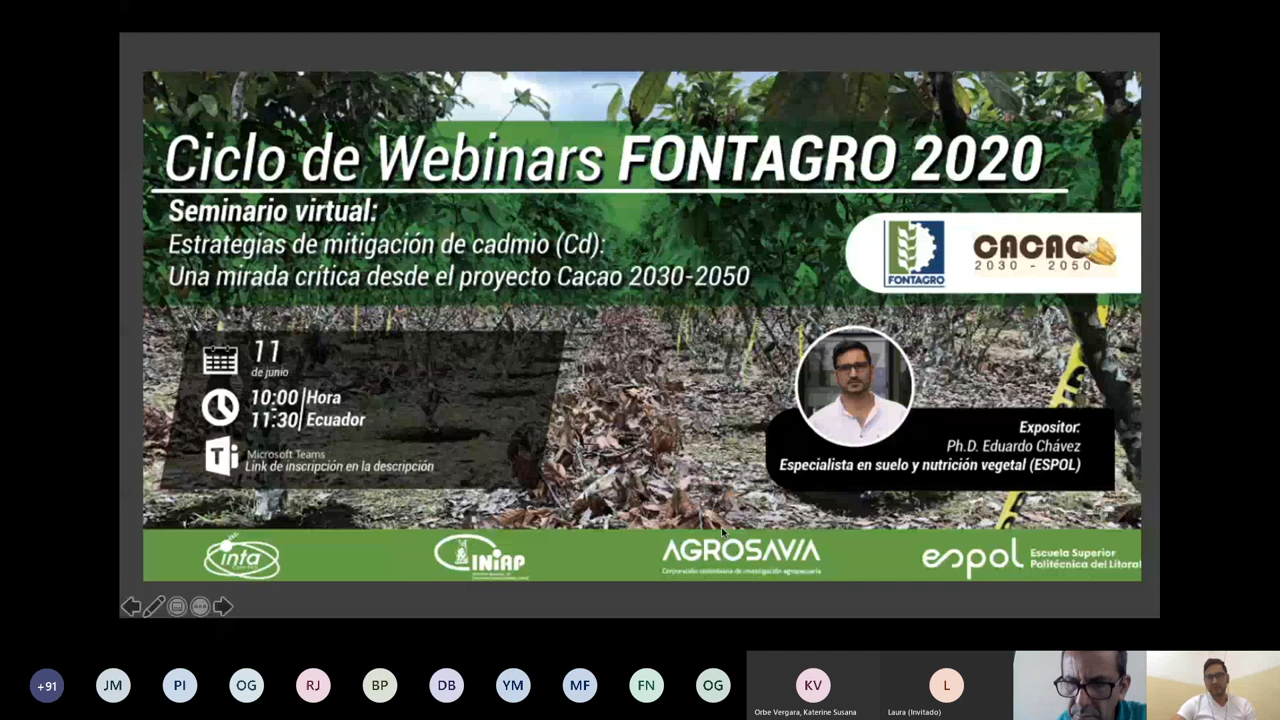 Ciclo de Webinars FONTAGRO 2020
Seminario virtual:
Estrategias de mitigación de cadmio (Cd):
Una mirada crítica desde el proyecto Cacao 2030-2050
FONTAGRO
CACAO
2030 - 2050
11
de junio
10:00 Hora
11:30 Ecuador
T
Microsoft Teams
Link de inscripción en la descripción
Expositor:
Ph.D. Eduardo Chávez
Especialista en suelo y nutrición vegetal (ESPOL)
inta
INIAP
AGROSAVIA
Corporación colombiana de investigación agropecuaria
espol
Escuela Superior
Politécnica del Litoral
+91
JM
PI
OG
RJ
BP
DB
YM
MF
FN
OG
KV
Orbe Vergara, Katerine Susana
L
Laura (Invitado)